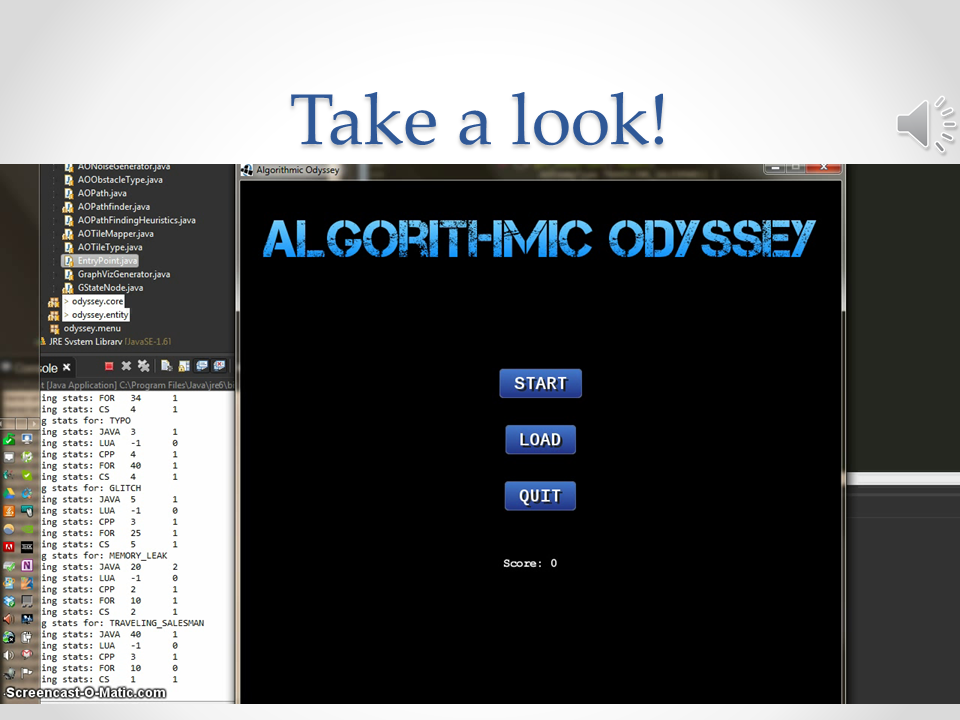 Take a look!
AONoiseGenerator.java
AOObstacleType.java
AOPath.java
AOPathfinder.java
AOPathFindingHeuristics.java
AOTileMapper.java
AOTileType.java
EntryPoint.java
GraphVizGenerator.java
GStateNode.java
> odyssey.core
> odyssey.entity
odyssey.menu
JRE System Library [JavaSE-1.6]
t [Java Application] C:\Program Files\Java\jre6\b
ing stats: FOR 34 1
ing stats: CS 4 1
g stats for: TYPO
ing stats: JAVA 3 1
ing stats: LUA -1 0
ing stats: CPP 4 1
ing stats: FOR 40 1
ing stats: CS 4 1
g stats for: GLITCH
ing stats: JAVA 5 1
ing stats: LUA -1 0
ing stats: CPP 3 1
ing stats: FOR 25 1
ing stats: CS 5 1
g stats for: MEMORY_LEAK
ing stats: JAVA 20 2
ing stats: LUA -1 0
ing stats: CPP 2 1
ing stats: FOR 10 1
ing stats: CS 2 1
g stats for: TRAVELING_SALESMAN
ing stats: JAVA 40 1
ing stats: LUA -1 0
ing stats: CPP 3 1
ing stats: FOR 10 0
ing stats: CS 1 1
Screencast-O-Matic.com
Algorithmic Odyssey
ALGORITHMIC ODYSSEY
START
LOAD
QUIT
Score: 0